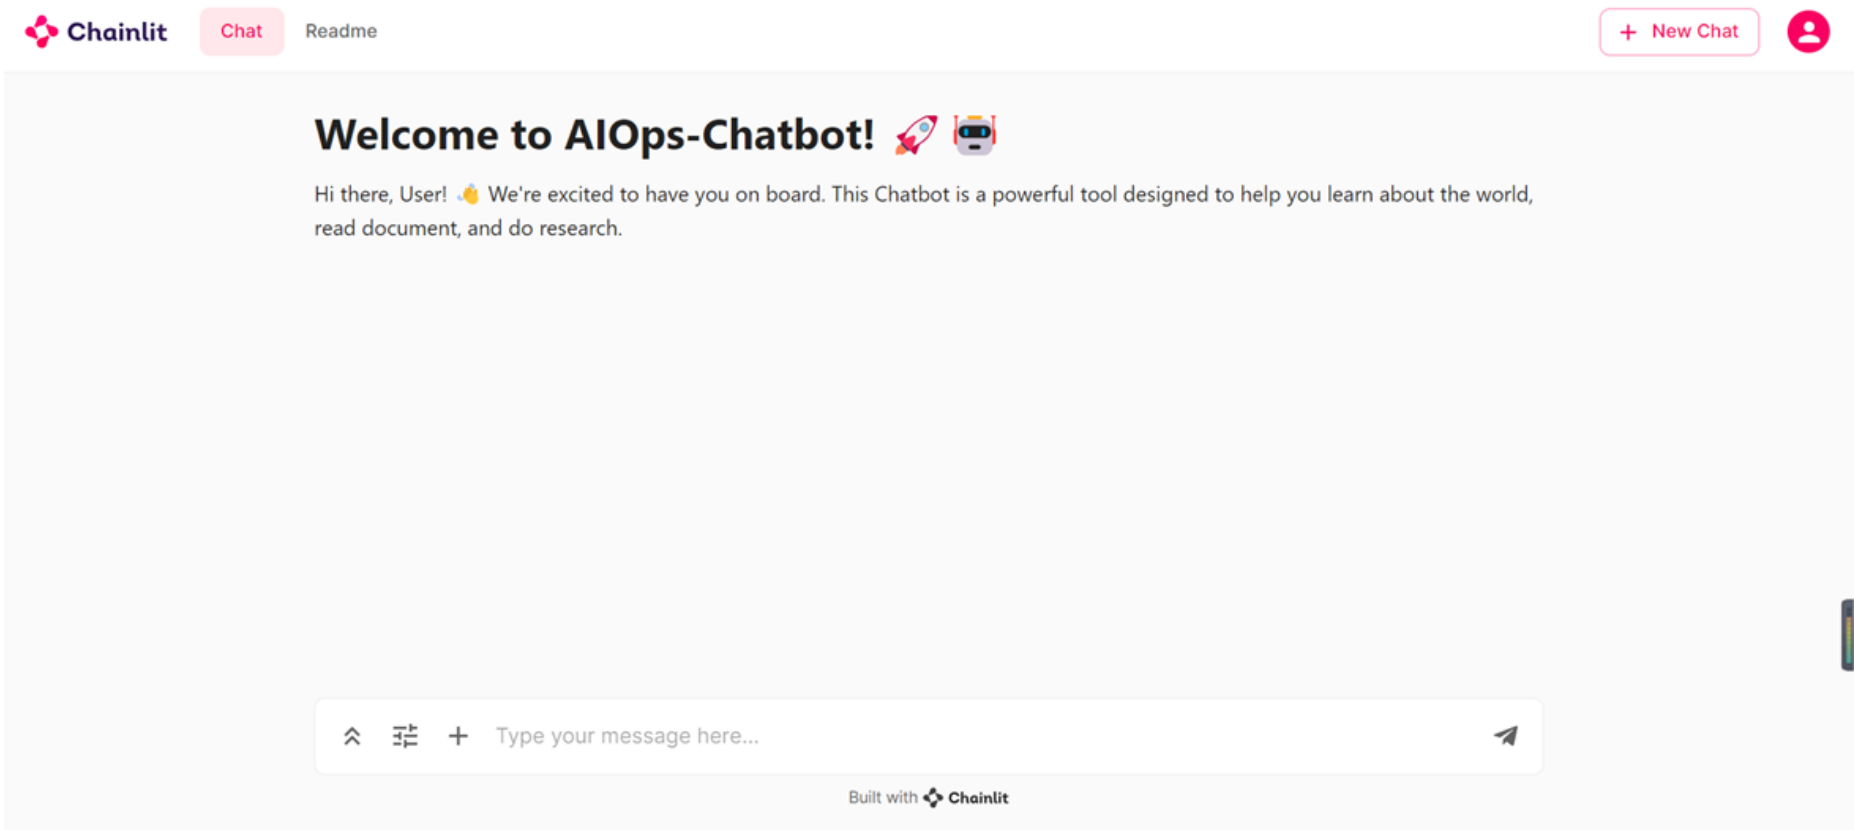 Chainlit Chat Readme + New Chat
Welcome to AIOps-Chatbot! 🚀 🤖
Hi there, User! 👋 We're excited to have you on board. This Chatbot is a powerful tool designed to help you learn about the world,
read document, and do research.
Type your message here...
Built with Chainlit